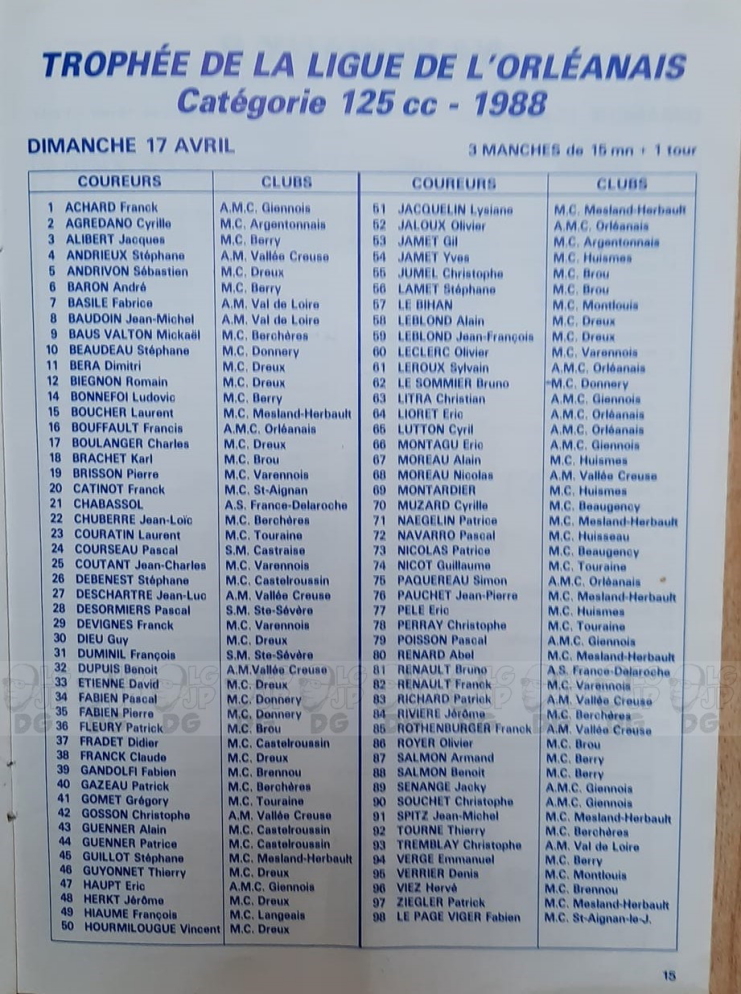 TROPHÉE DE LA LIGUE DE L'ORLÉANAIS
Catégorie 125 cc - 1988
DIMANCHE 17 AVRIL
3 MANCHES de 15 mn + 1 tour
COUREURS CLUBS
1 ACHARD Franck A.M.C. Giennois
2 AGREDANO Cyrille M.C. Argentonnais
3 ALIBERT Jacques M.C. Berry
4 ANDRIEUX Stéphane A.M. Vallée Creuse
5 ANDRIVON Sébastien M.C. Dreux
6 BARON André M.C. Berry
7 BASILE Fabrice A.M. Val de Loire
8 BAUDOIN Jean-Michel A.M. Val de Loire
9 BAUS VALTON Mickaël M.C. Berchères
10 BEAUDEAU Stéphane M.C. Donnery
11 BERA Dimitri M.C. Dreux
12 BIEGNON Romain M.C. Dreux
14 BONNEFOI Ludovic M.C. Berry
15 BOUCHER Laurent M.C. Mesland-Herbault
16 BOUFFAULT Francis A.M.C. Orléanais
17 BOULANGER Charles M.C. Dreux
18 BRACHET Karl M.C. Brou
19 BRISSON Pierre M.C. Varennois
20 CATINOT Franck M.C. St-Aignan
21 CHABASSOL A.S. France-Delaroche
22 CHUBERRE Jean-Loïc M.C. Berchères
23 COURATIN Laurent M.C. Touraine
24 COURSEAU Pascal S.M. Castraise
25 COUTANT Jean-Charles M.C. Varennois
26 DEBENEST Stéphane M.C. Castelroussin
27 DESCHARTRE Jean-Luc A.M. Vallée Creuse
28 DESORMIERS Pascal S.M. Ste-Sévère
29 DEVIGNES Franck M.C. Varennois
30 DIEU Guy M.C. Dreux
31 DUMINIL François S.M. Ste-Sévère
32 DUPUIS Benoit A.M.Vallée Creuse
33 ETIENNE David M.C. Dreux
34 FABIEN Pascal M.C. Donnery
35 FABIEN Pierre M.C. Donnery
36 FLEURY Patrick M.C. Brou
37 FRADET Didier M.C. Castelroussin
38 FRANCK Claude M.C. Dreux
39 GANDOLFI Fabien M.C. Brennou
40 GAZEAU Patrick M.C. Berchères
41 GOMET Grégory M.C. Touraine
42 GOSSON Christophe A.M. Vallée Creuse
43 GUENNER Alain M.C. Castelroussin
44 GUENNER Patrice M.C. Castelroussin
45 GUILLOT Stéphane M.C. Mesland-Herbault
46 GUYONNET Thierry M.C. Dreux
47 HAUPT Eric A.M.C. Giennois
48 HERKT Jérôme M.C. Dreux
49 HIAUME François M.C. Langeais
50 HOURMILOUGUE Vincent M.C. Dreux
COUREURS CLUBS
51 JACQUELIN Lysiane M.C. Mesland-Herbault
52 JALOUX Olivier A.M.C. Orléanais
53 JAMET Gil M.C. Argentonnais
54 JAMET Yves M.C. Huismes
55 JUMEL Christophe M.C. Brou
56 LAMET Stéphane M.C. Brou
57 LE BIHAN M.C. Montlouis
58 LEBLOND Alain M.C. Dreux
59 LEBLOND Jean-François M.C. Dreux
60 LECLERC Olivier M.C. Varennois
61 LEROUX Sylvain A.M.C. Orléanais
62 LE SOMMIER Bruno M.C. Donnery
63 LITRA Christian A.M.C. Giennois
64 LIORET Eric A.M.C. Orléanais
65 LUTTON Cyril A.M.C. Orléanais
66 MONTAGU Eric A.M.C. Giennois
67 MOREAU Alain M.C. Huismes
68 MOREAU Nicolas A.M. Vallée Creuse
69 MONTARDIER M.C. Huismes
70 MUZARD Cyrille M.C. Beaugency
71 NAEGELIN Patrice M.C. Mesland-Herbault
72 NAVARRO Pascal M.C. Huisseau
73 NICOLAS Patrice M.C. Beaugency
74 NICOT Guillaume M.C. Touraine
75 PAQUEREAU Simon A.M.C. Orléanais
76 PAUCHET Jean-Pierre M.C. Mesland-Herbault
77 PELE Eric M.C. Huismes
78 PERRAY Christophe M.C. Touraine
79 POISSON Pascal A.M.C. Giennois
80 RENARD Abel M.C. Mesland-Herbault
81 RENAULT Bruno A.S. France-Delaroche
82 RENAULT Franck M.C. Varennois
83 RICHARD Patrick A.M. Vallée Creuse
84 RIVIERE Jérôme M.C. Berchères
85 ROTHENBURGER Franck A.M. Vallée Creuse
86 ROYER Olivier M.C. Brou
87 SALMON Armand M.C. Berry
88 SALMON Benoit M.C. Berry
89 SENANGE Jacky A.M.C. Giennois
90 SOUCHET Christophe A.M.C. Giennois
91 SPITZ Jean-Michel M.C. Mesland-Herbault
92 TOURNE Thierry M.C. Berchères
93 TREMBLAY Christophe A.M. Val de Loire
94 VERGE Emmanuel M.C. Berry
95 VERRIER Denis M.C. Montlouis
96 VIEZ Hervé M.C. Brennou
97 ZIEGLER Patrick M.C. Mesland-Herbault
98 LE PAGE VIGER Fabien M.C. St-Aignan-le-J.
15